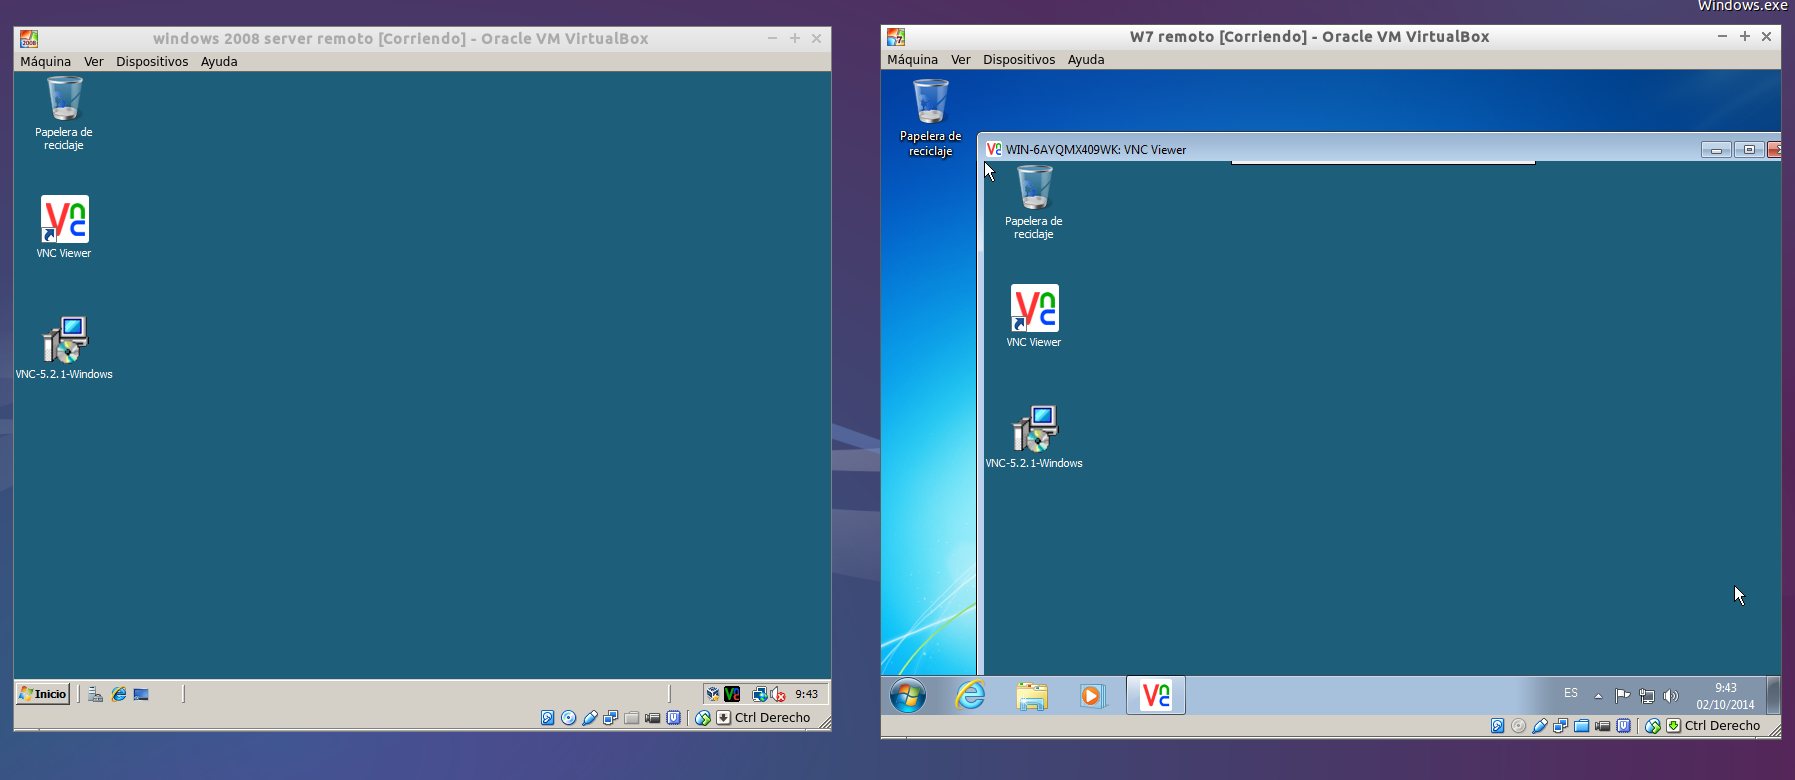 Windows.exe
windows 2008 server remoto [Corriendo] - Oracle VM VirtualBox
Máquina Ver Dispositivos Ayuda
Papelera de
reciclaje
VNC Viewer
VNC-5.2.1-Windows
Inicio
9:43
Ctrl Derecho
W7 remoto [Corriendo] - Oracle VM VirtualBox
Máquina Ver Dispositivos Ayuda
Papelera de
reciclaje
WIN-6AYQMX409WK: VNC Viewer
Papelera de
reciclaje
VNC Viewer
VNC-5.2.1-Windows
ES
9:43
02/10/2014
Ctrl Derecho